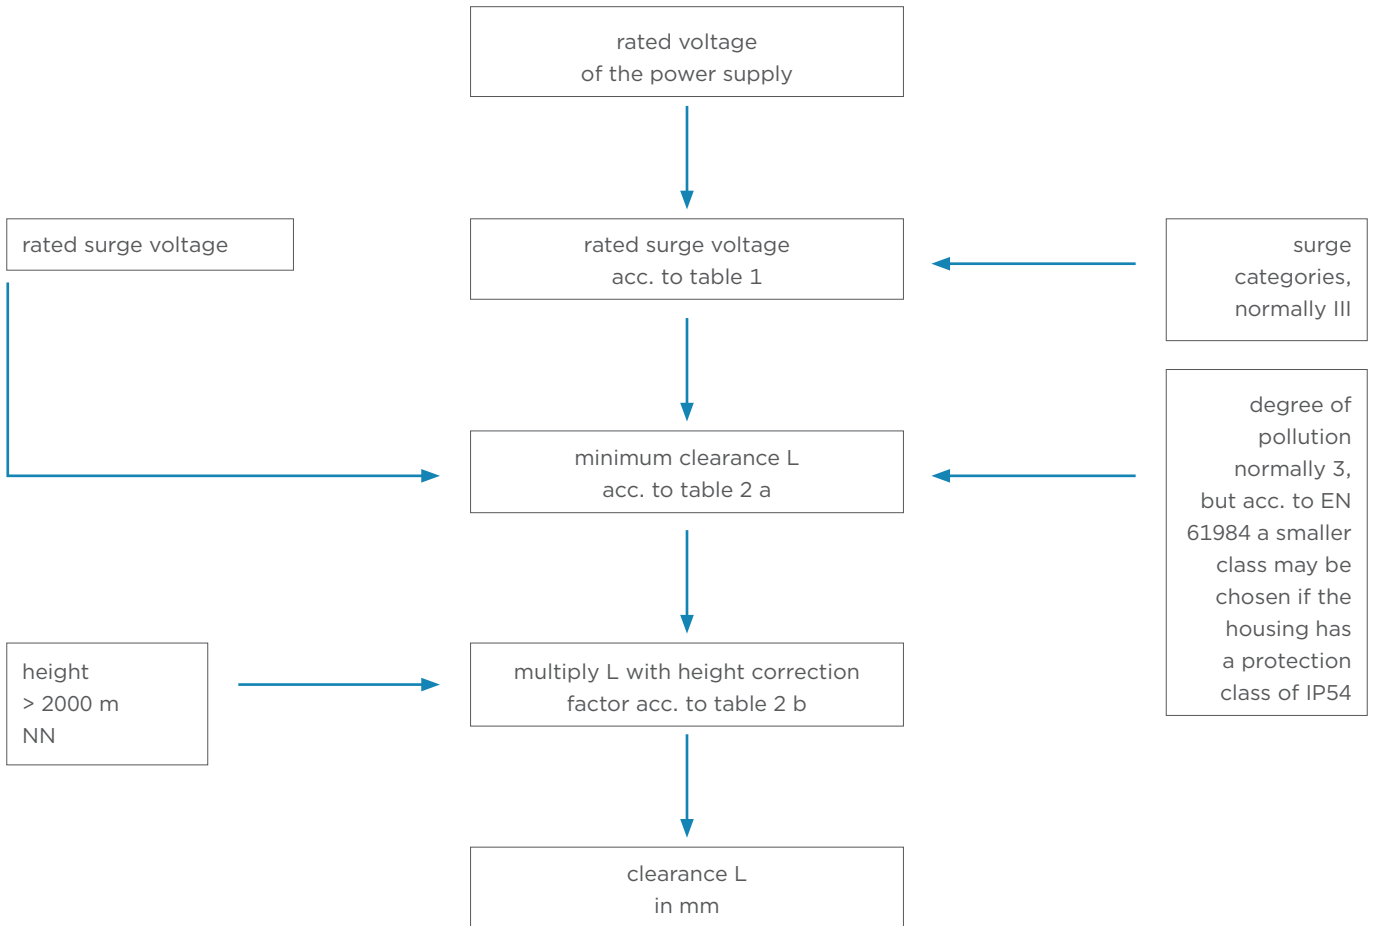 rated voltage
of the power supply
rated surge voltage
rated surge voltage
acc. to table 1
surge
categories,
normally III
minimum clearance L
acc. to table 2 a
degree of
pollution
normally 3,
but acc. to EN
61984 a smaller
class may be
chosen if the
housing has
a protection
class of IP54
height
> 2000 m
NN
multiply L with height correction
factor acc. to table 2 b
clearance L
in mm